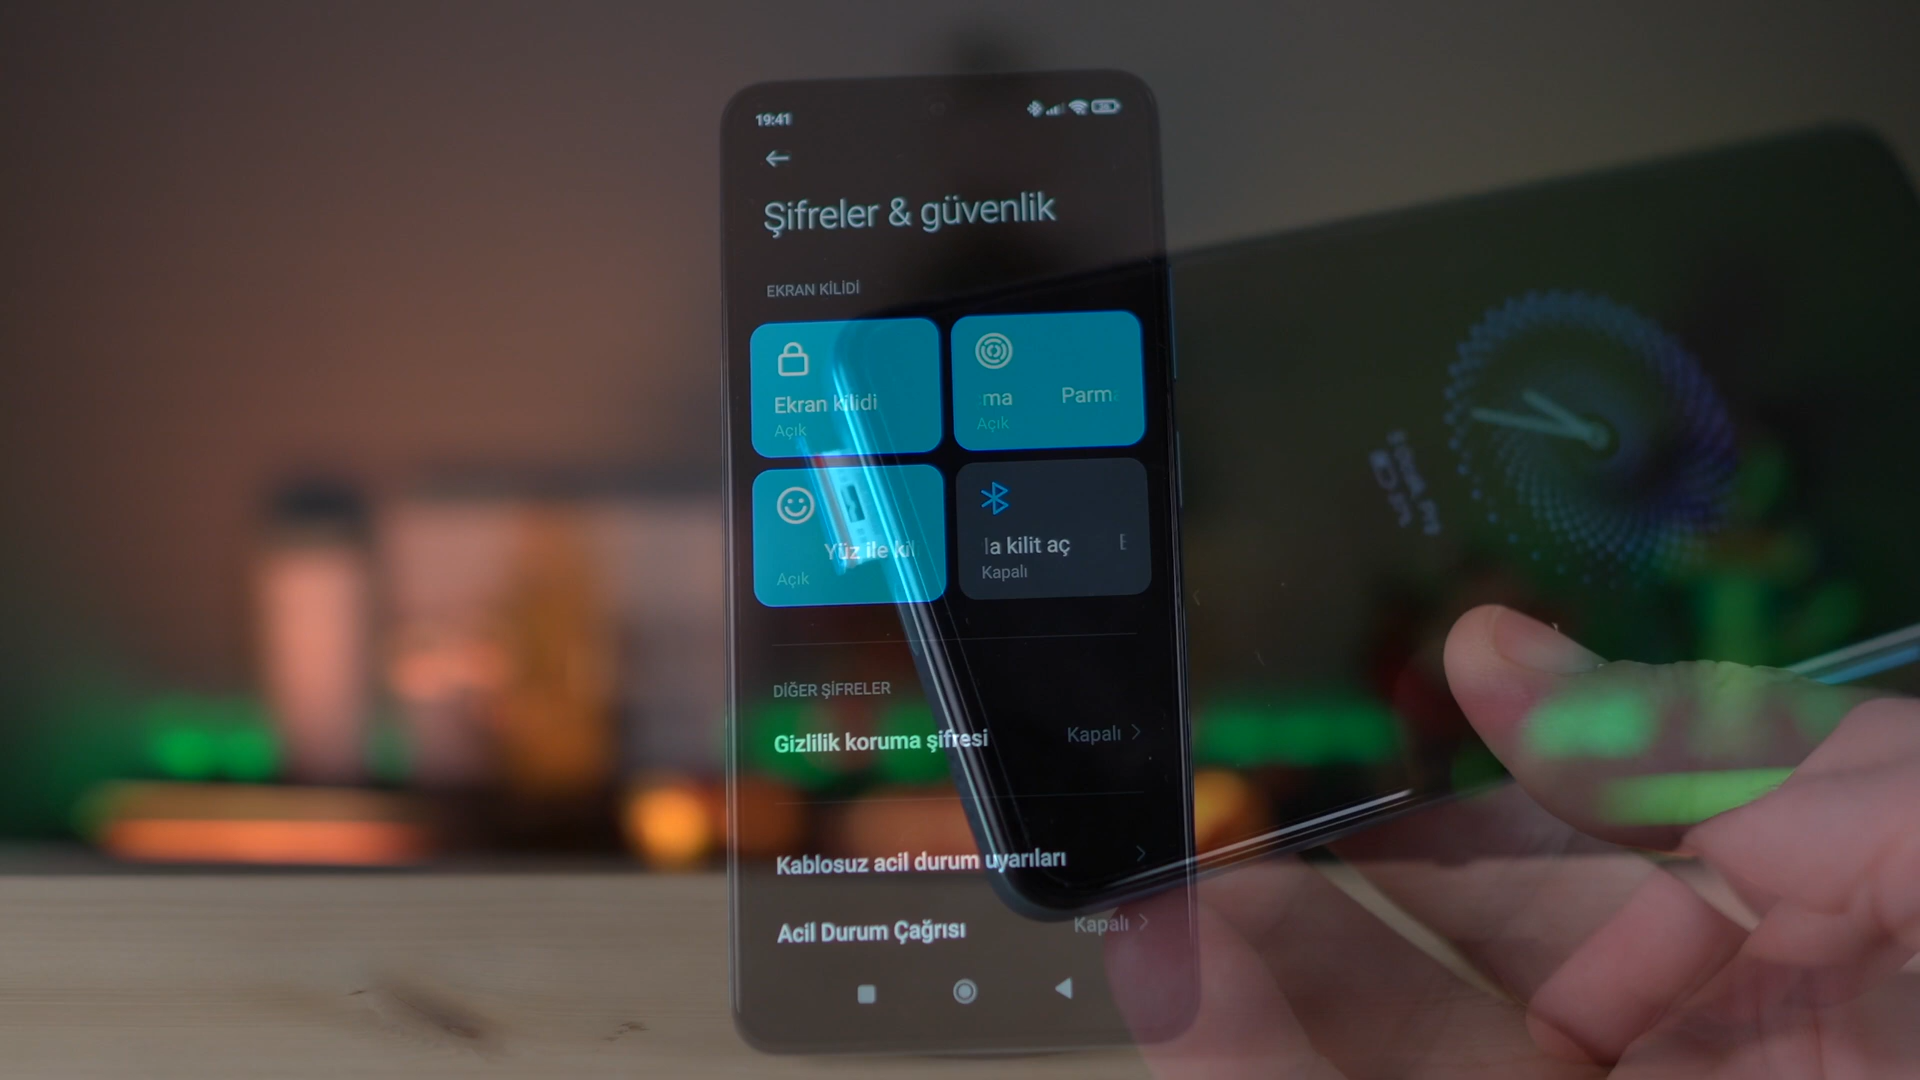 19:41
Şifreler & güvenlik
EKRAN KİLİDİ
Ekran kilidi
Açık
ma Parm
Açık
Yüz ile kil
Açık
la kilit aç E
Kapalı
DİĞER ŞİFRELER
Gizlilik koruma şifresi Kapalı
Kablosuz acil durum uyarıları
Acil Durum Çağrısı Kapalı